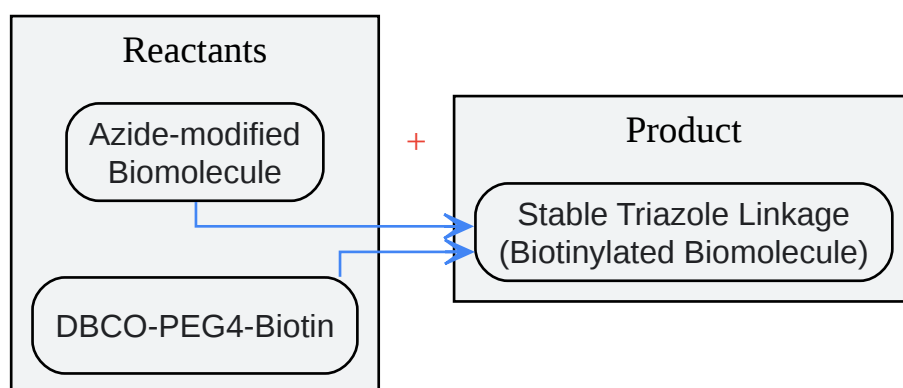 Reactants
Azide-modified
Biomolecule
DBCO-PEG4-Biotin
+
Product
Stable Triazole Linkage
(Biotinylated Biomolecule)